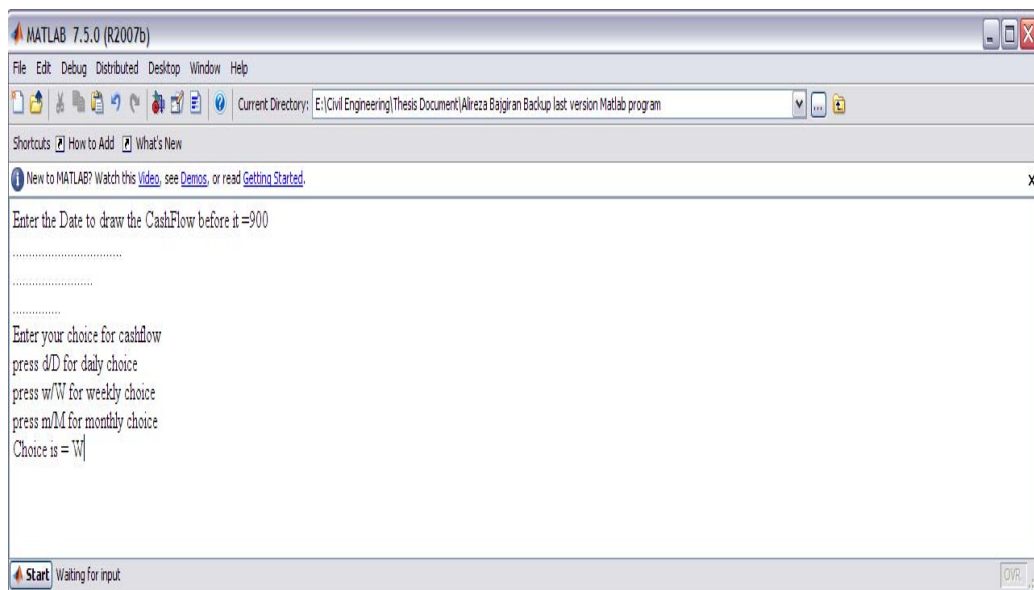 MATLAB 7.5.0 (R2007b)
File Edit Debug Distributed Desktop Window Help
Current Directory: E:\Civil Engineering\Thesis Document\Alireza Bajgiran Backup last version Matlab program
Shortcuts How to Add What's New
New to MATLAB? Watch this Video, see Demos, or read Getting Started.
Enter the Date to draw the CashFlow before it =900
..................................
.........................
...............
Enter your choice for cashflow
press d/D for daily choice
press w/W for weekly choice
press m/M for monthly choice
Choice is = W
Start Waiting for input
OVR